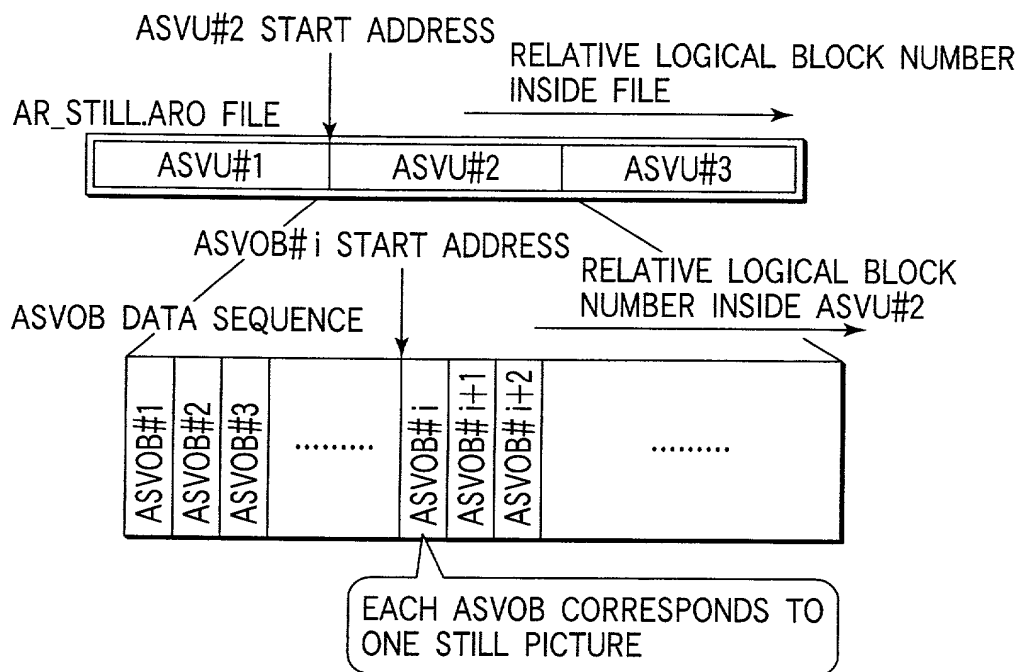 ASVU#2 START ADDRESS
RELATIVE LOGICAL BLOCK NUMBER
INSIDE FILE
AR_STILL.ARO FILE
ASVU#1
ASVU#2
ASVU#3
ASVOB#i START ADDRESS
RELATIVE LOGICAL BLOCK
NUMBER INSIDE ASVU#2
ASVOB DATA SEQUENCE
ASVOB#1
ASVOB#2
ASVOB#3
.........
ASVOB#i
ASVOB#i+1
ASVOB#i+2
.........
EACH ASVOB CORRESPONDS TO
ONE STILL PICTURE